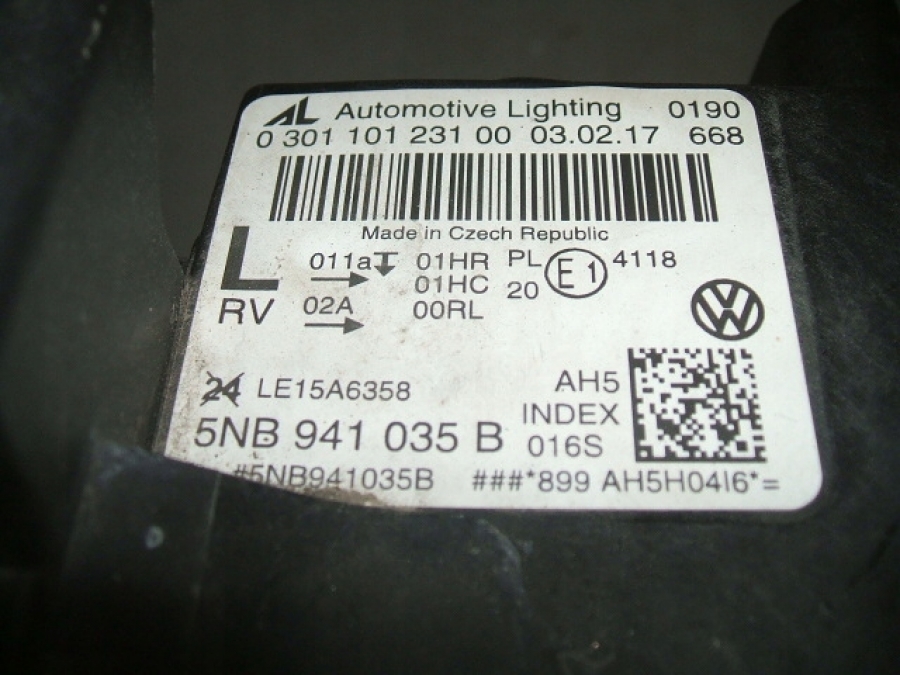 AL Automotive Lighting 0190
0 301 101 231 00 03.02.17 668
Made in Czech Republic
L 011a 01HR PL E1 4118
01HC 20
RV 02A 00RL
VW
24 LE15A6358 AH5
INDEX
5NB 941 035 B 016S
#5NB941035B ###*899 AH5H04I6*=